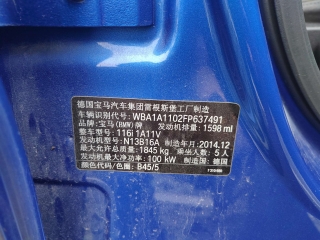 德国宝马汽车集团雷根斯堡工厂制造
车辆识别代号: WBA1A1102FP637491
品牌: 宝马(BMW)牌 发动机排量: 1598 ml
整车型号: 116i 1A11V
发动机型号: N13B16A 制造年月: 2014.12
最大允许总质量: 1845 kg 乘坐人数: 5人
发动机最大净功率: 100 kW 制造国: 德国
颜色代码/色圈: B45/5